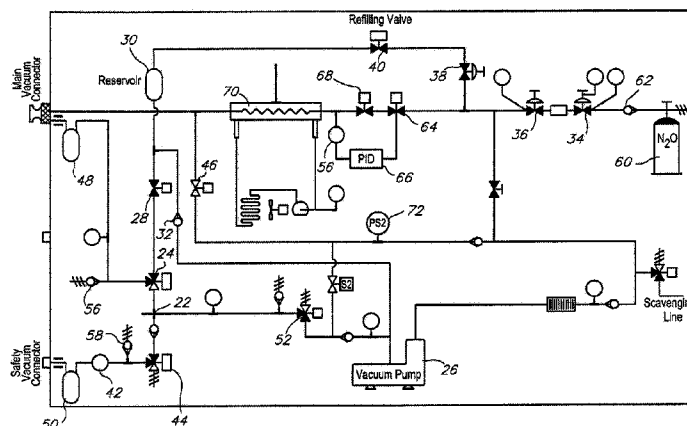 Refilling Valve
30
Reservoir
40
38
Main
Vacuum
Connector
70
68
64
62
36
34
N2O
60
48
56
PID
66
46
28
32
72
PS2
24
56
22
S2
58
52
Scavenging
Line
Safety
Vacuum
Connector
42
26
Vacuum Pump
50
44